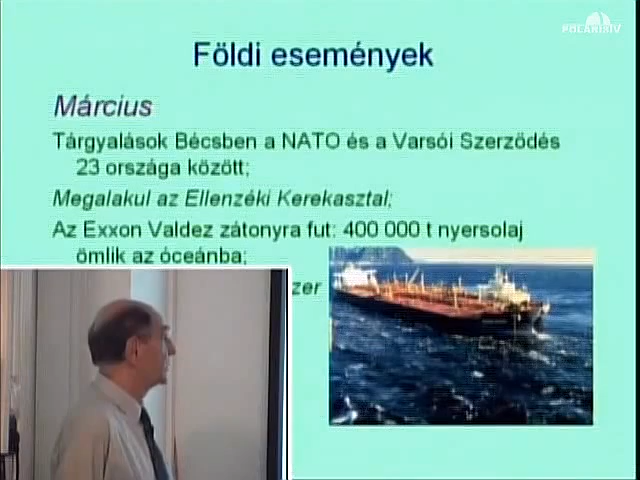 POLARISTV
Földi események
Március
Tárgyalások Bécsben a NATO és a Varsói Szerződés
23 országa között;
Megalakul az Ellenzéki Kerekasztal;
Az Exxon Valdez zátonyra fut: 400 000 t nyersolaj
ömlik az óceánba;